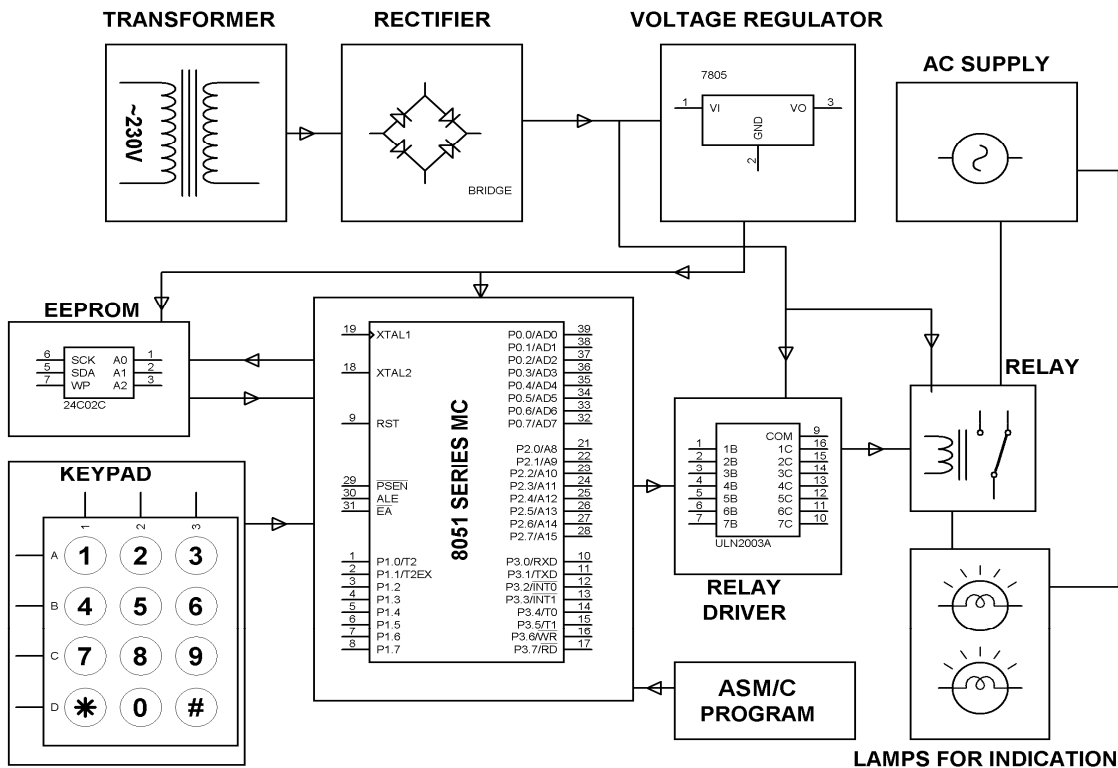 TRANSFORMER
RECTIFIER
VOLTAGE REGULATOR
AC SUPPLY
~230V
BRIDGE
7805
1
VI
VO
3
GND
2
EEPROM
6 SCK A0 1
5 SDA A1 2
7 WP A2 3
24C02C
KEYPAD
1 2 3
A 1 2 3
B 4 5 6
C 7 8 9
D * 0 #
8051 SERIES MC
19 XTAL1 P0.0/AD0 39
P0.1/AD1 38
P0.2/AD2 37
18 XTAL2 P0.3/AD3 36
P0.4/AD4 35
P0.5/AD5 34
P0.6/AD6 33
9 RST P0.7/AD7 32
P2.0/A8 21
P2.1/A9 22
P2.2/A10 23
29 PSEN P2.3/A11 24
30 ALE P2.4/A12 25
31 EA P2.5/A13 26
P2.6/A14 27
P2.7/A15 28
1 P1.0/T2 P3.0/RXD 10
2 P1.1/T2EX P3.1/TXD 11
3 P1.2 P3.2/INT0 12
4 P1.3 P3.3/INT1 13
5 P1.4 P3.4/T0 14
6 P1.5 P3.5/T1 15
7 P1.6 P3.6/WR 16
8 P1.7 P3.7/RD 17
COM 9
1 1B 1C 16
2 2B 2C 15
3 3B 3C 14
4 4B 4C 13
5 5B 5C 12
6 6B 6C 11
7 7B 7C 10
ULN2003A
RELAY
DRIVER
RELAY
ASM/C
PROGRAM
LAMPS FOR INDICATION